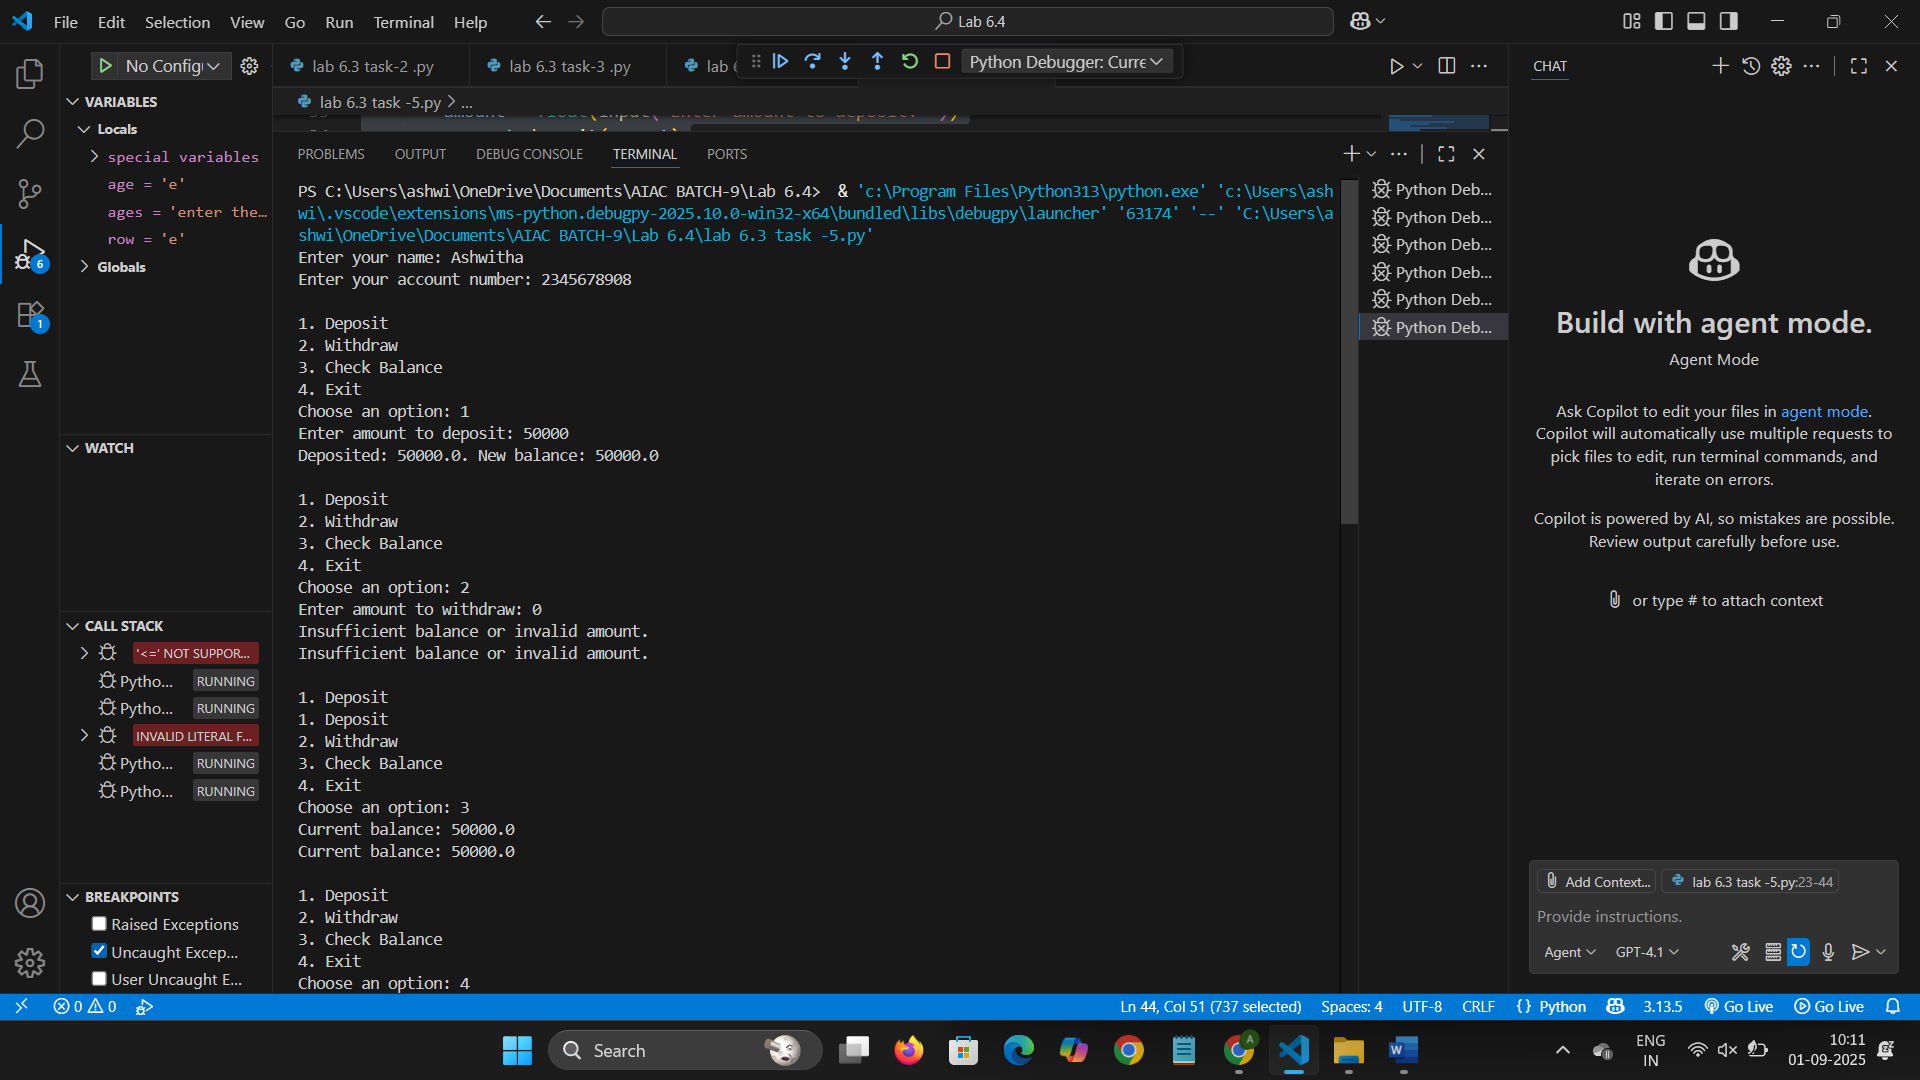 File Edit Selection View Go Run Terminal Help
Lab 6.4
No Config
lab 6.3 task-2 .py
lab 6.3 task-3 .py
lab 6
Python Debugger: Curre
CHAT
VARIABLES
Locals
special variables
age = 'e'
ages = 'enter the…
row = 'e'
Globals
WATCH
CALL STACK
'<=' NOT SUPPOR...
Pytho... RUNNING
Pytho... RUNNING
INVALID LITERAL F...
Pytho... RUNNING
Pytho... RUNNING
BREAKPOINTS
Raised Exceptions
Uncaught Excep...
User Uncaught E...
lab 6.3 task -5.py > ...
PROBLEMS OUTPUT DEBUG CONSOLE TERMINAL PORTS
PS C:\Users\ashwi\OneDrive\Documents\AIAC BATCH-9\Lab 6.4> & 'c:\Program Files\Python313\python.exe' 'c:\Users\ash
wi\.vscode\extensions\ms-python.debugpy-2025.10.0-win32-x64\bundled\libs\debugpy\launcher' '63174' '--' 'C:\Users\a
shwi\OneDrive\Documents\AIAC BATCH-9\Lab 6.4\lab 6.3 task -5.py'
Enter your name: Ashwitha
Enter your account number: 2345678908
1. Deposit
2. Withdraw
3. Check Balance
4. Exit
Choose an option: 1
Enter amount to deposit: 50000
Deposited: 50000.0. New balance: 50000.0
1. Deposit
2. Withdraw
3. Check Balance
4. Exit
Choose an option: 2
Enter amount to withdraw: 0
Insufficient balance or invalid amount.
Insufficient balance or invalid amount.
1. Deposit
1. Deposit
2. Withdraw
3. Check Balance
4. Exit
Choose an option: 3
Current balance: 50000.0
Current balance: 50000.0
1. Deposit
2. Withdraw
3. Check Balance
4. Exit
Choose an option: 4
Python Deb...
Python Deb...
Python Deb...
Python Deb...
Python Deb...
Python Deb...
Build with agent mode.
Agent Mode
Ask Copilot to edit your files in agent mode.
Copilot will automatically use multiple requests to
pick files to edit, run terminal commands, and
iterate on errors.
Copilot is powered by AI, so mistakes are possible.
Review output carefully before use.
or type # to attach context
Add Context... lab 6.3 task -5.py:23-44
Provide instructions.
Agent GPT-4.1
6
1
0 0
Ln 44, Col 51 (737 selected) Spaces: 4 UTF-8 CRLF {} Python 3.13.5 Go Live Go Live
Search
A
ENG
IN
10:11
01-09-2025